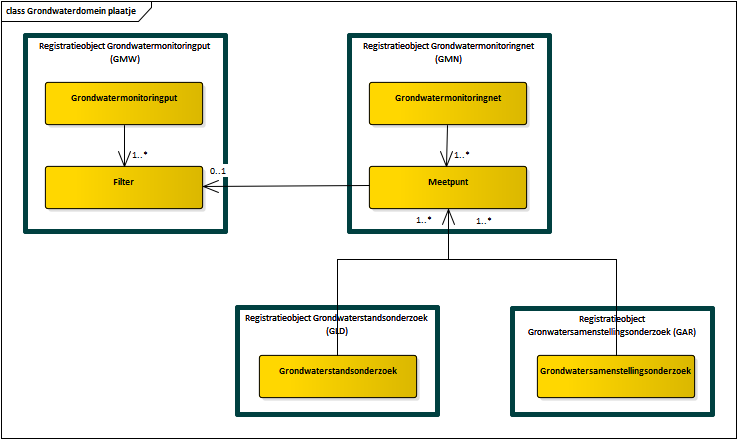 class Grondwaterdomein plaatje
Registratieobject Grondwatermonitoringput
(GMW)
Grondwatermonitoringput
1..*
Filter
0..1
Registratieobject Grondwatermonitoringnet
(GMN)
Grondwatermonitoringnet
1..*
Meetpunt
1..*
1..*
Registratieobject Grondwaterstandsonderzoek
(GLD)
Grondwaterstandsonderzoek
Registratieobject
Gronwatersamenstellingsonderzoek (GAR)
Grondwatersamenstellingsonderzoek